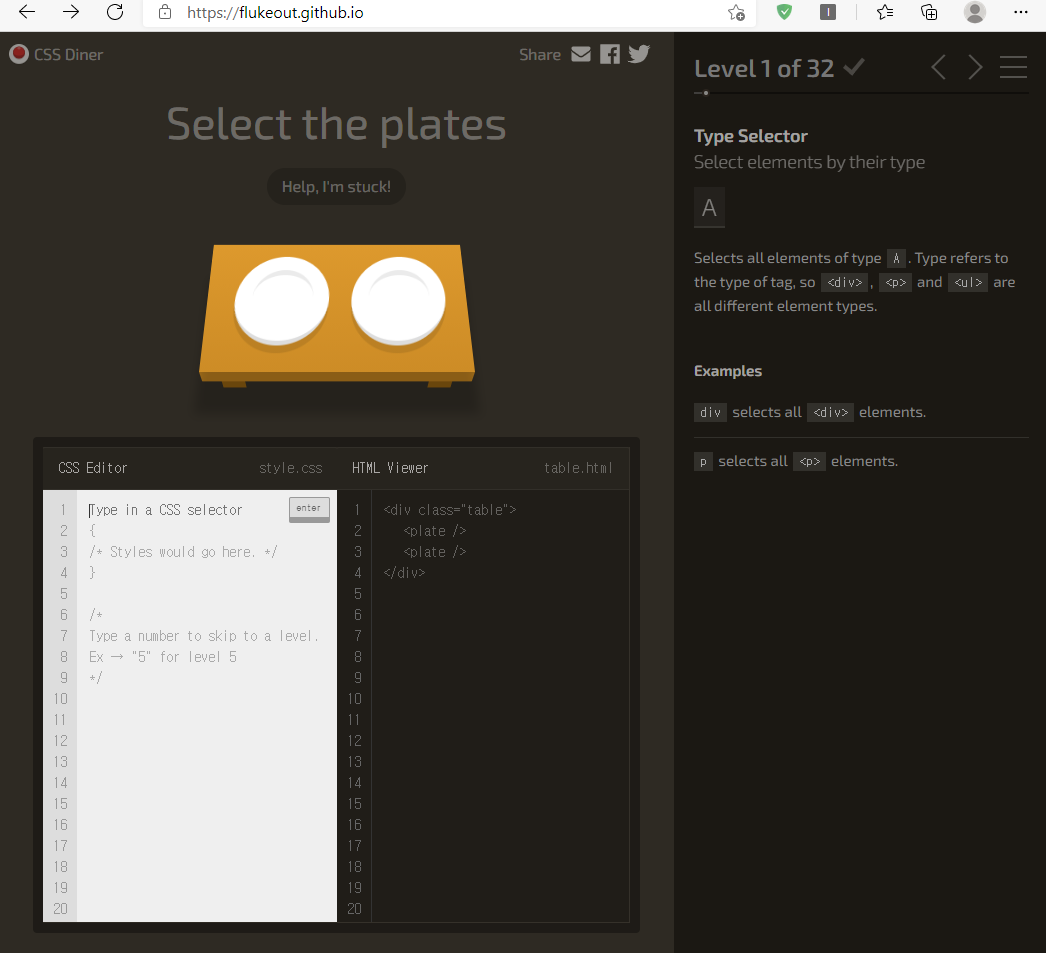 https://flukeout.github.io
CSS Diner
Share
Select the plates
Help, I'm stuck!
CSS Editor
style.css
HTML Viewer
table.html
1 Type in a CSS selector
enter
2 {
3 /* Styles would go here. */
4 }
5
6 /*
7 Type a number to skip to a level.
8 Ex → "5" for level 5
9 */
10
11
12
13
14
15
16
17
18
19
20
1 <div class="table">
2 <plate />
3 <plate />
4 </div>
5
6
7
8
9
10
11
12
13
14
15
16
17
18
19
20
Level 1 of 32
Type Selector
Select elements by their type
A
Selects all elements of type A. Type refers to
the type of tag, so <div>, <p> and <ul> are
all different element types.
Examples
div selects all <div> elements.
p selects all <p> elements.